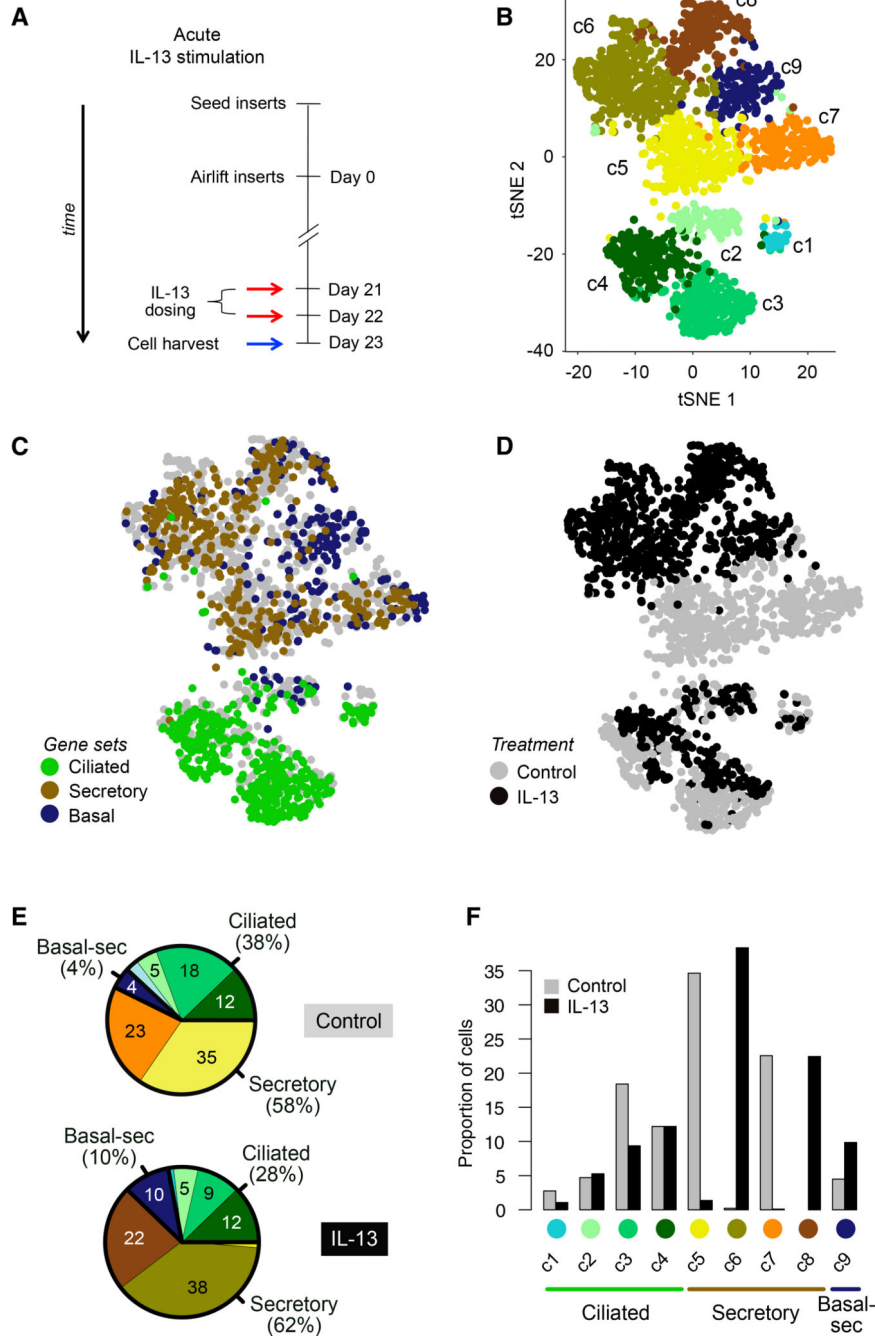 A
Acute
IL-13 stimulation
time
Seed inserts
Airlift inserts
Day 0
IL-13
dosing
Day 21
Day 22
Cell harvest
Day 23
B
c6
c8
c9
c7
c5
c2
c1
c4
c3
20
0
-20
-40
tSNE 2
-20
-10
0
10
20
tSNE 1
C
Gene sets
Ciliated
Secretory
Basal
D
Treatment
Control
IL-13
E
Ciliated
(38%)
Basal-sec
(4%)
5
18
4
12
23
35
Control
Secretory
(58%)
Basal-sec
(10%)
Ciliated
(28%)
10
5
9
12
22
38
IL-13
Secretory
(62%)
F
Control
IL-13
Proportion of cells
35
30
25
20
15
10
5
0
c1
c2
c3
c4
c5
c6
c7
c8
c9
Ciliated
Secretory
Basal-
sec